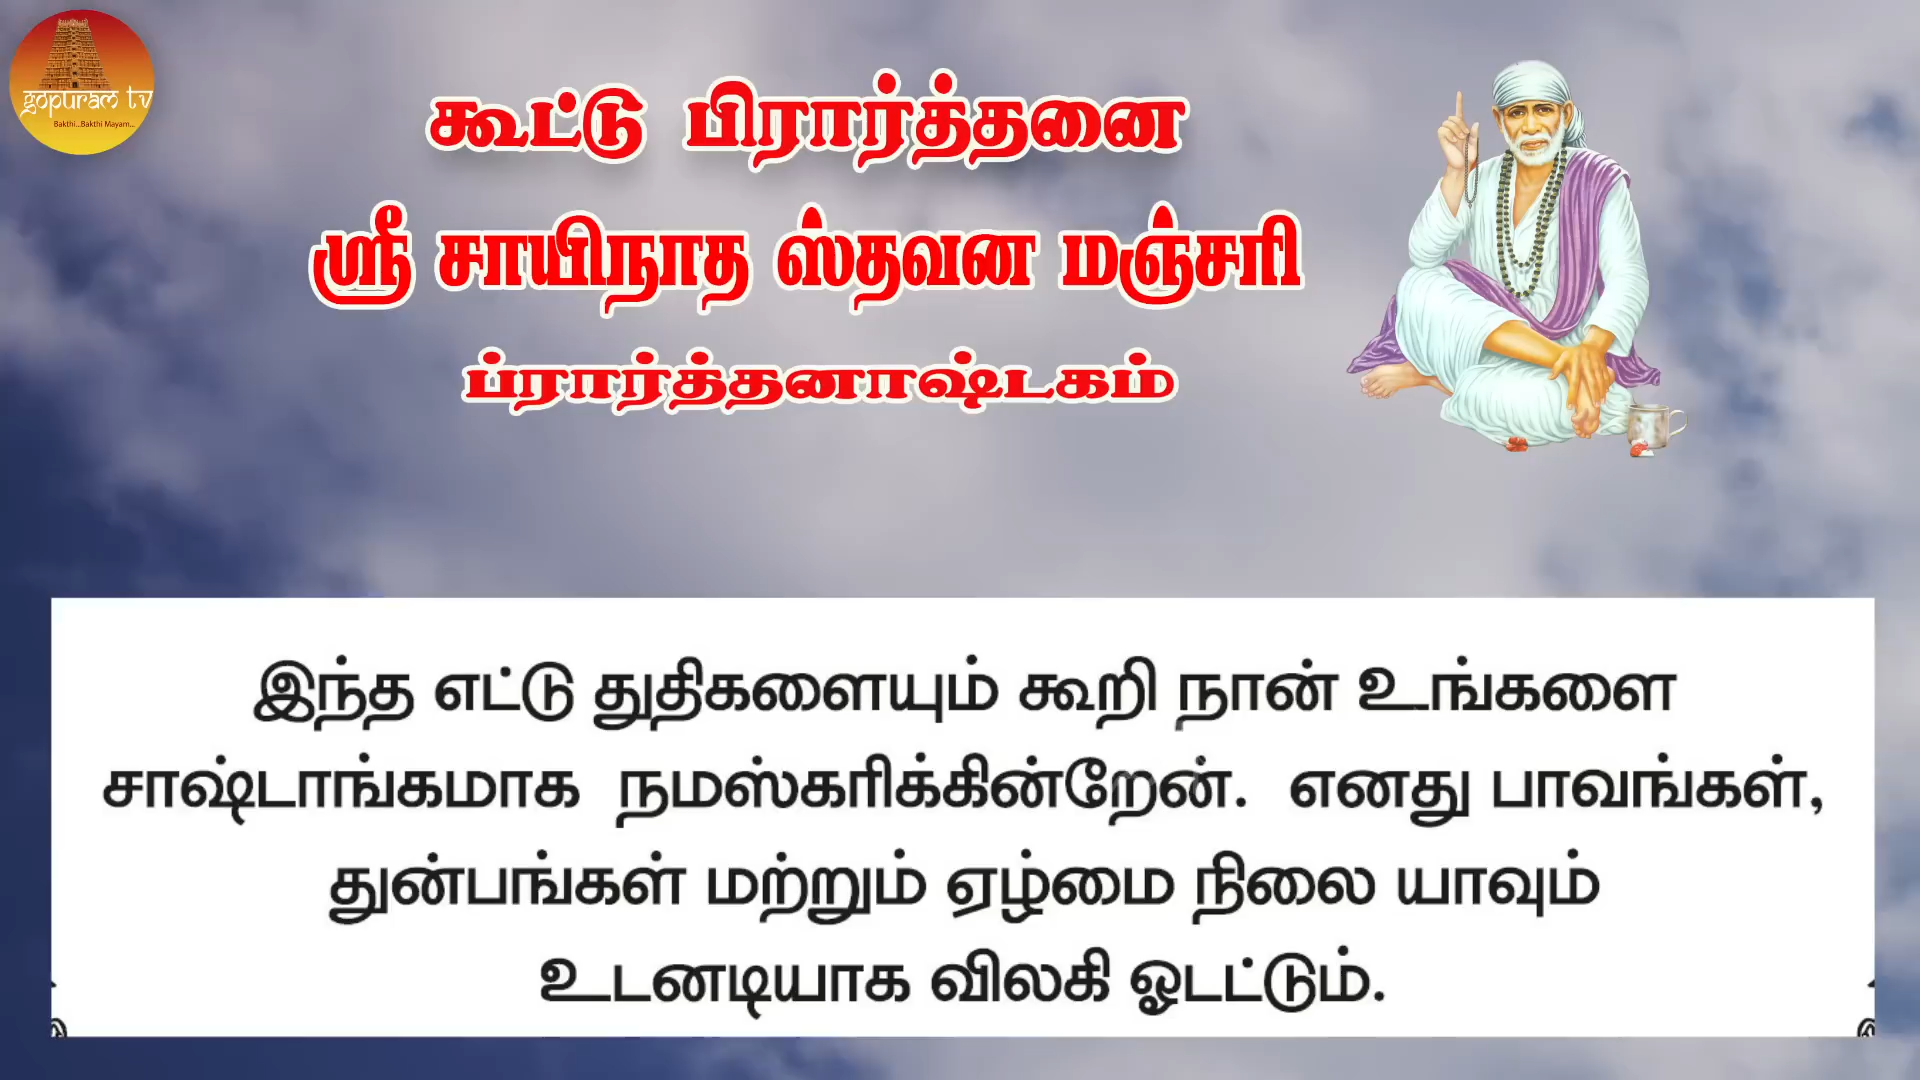 gopuram tv
Bakthi...Bakthi Mayam...
கூட்டு பிரார்த்தனை
ஸ்ரீ சாயிநாத ஸ்தவன மஞ்சரி
ப்ரார்த்தனாஷ்டகம்
இந்த எட்டு துதிகளையும் கூறி நான் உங்களை
சாஷ்டாங்கமாக நமஸ்கரிக்கின்றேன். எனது பாவங்கள்,
துன்பங்கள் மற்றும் ஏழ்மை நிலை யாவும்
உடனடியாக விலகி ஓடட்டும்.